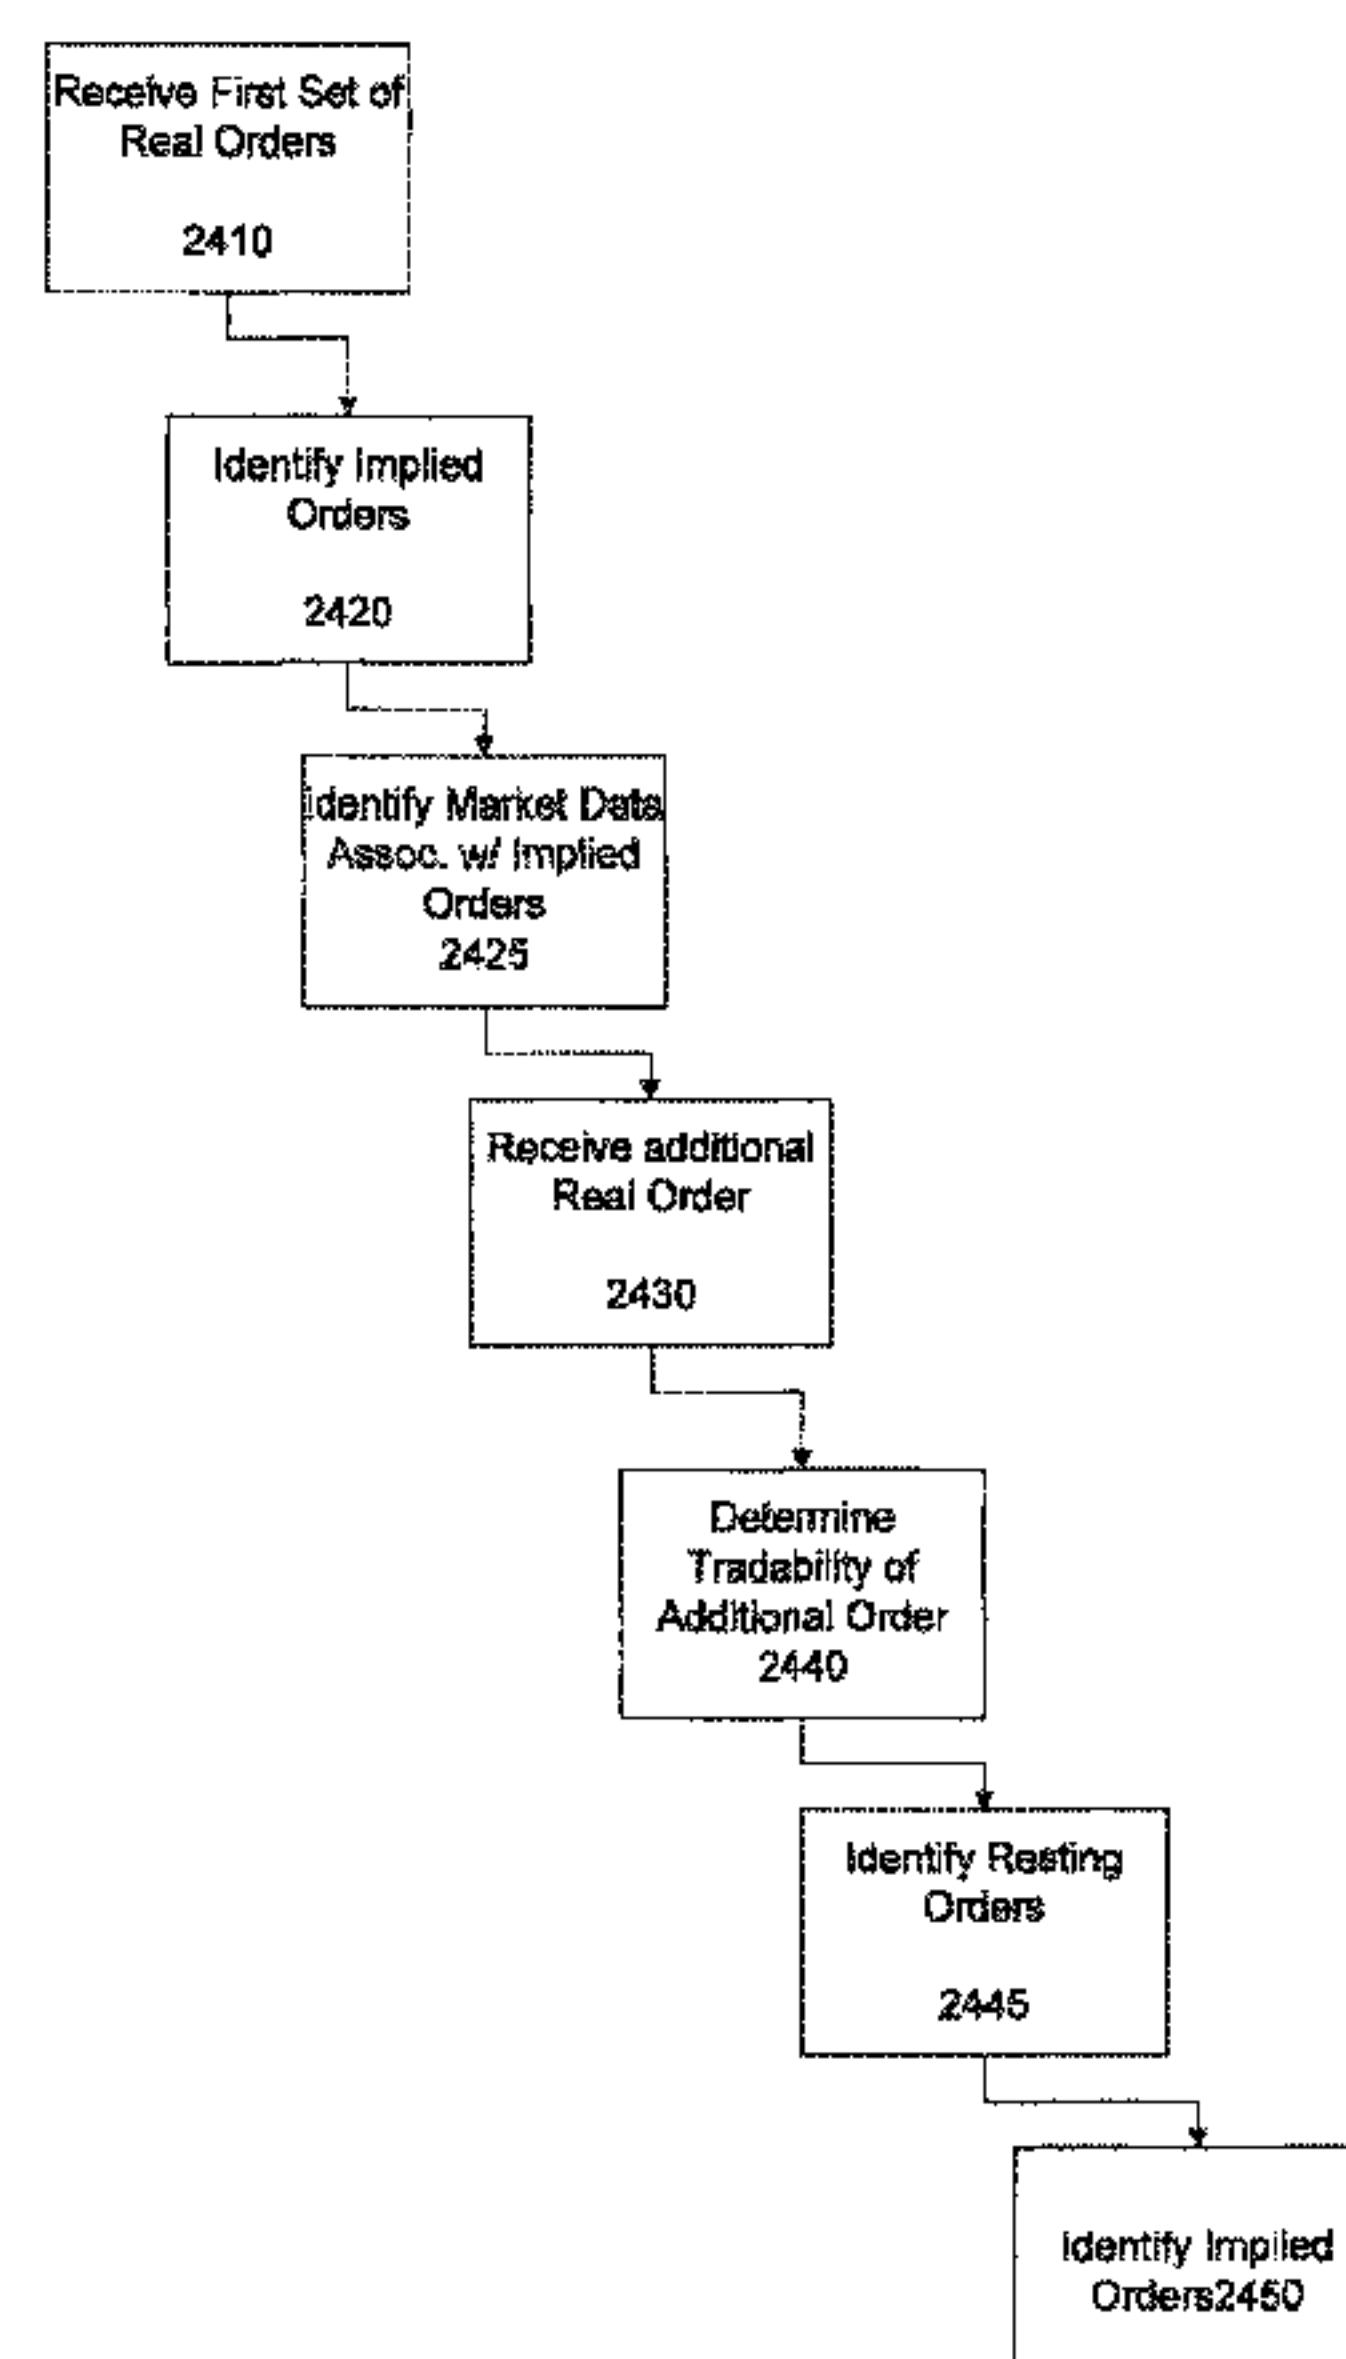 Receive First Set of
Real Orders
2410
Identify Implied
Orders
2420
Identify Market Data
Assoc. w/ Implied
Orders
2425
Receive additional
Real Order
2430
Determine
Tradability of
Additional Order
2440
Identify Resting
Orders
2445
Identify Implied
Orders2450